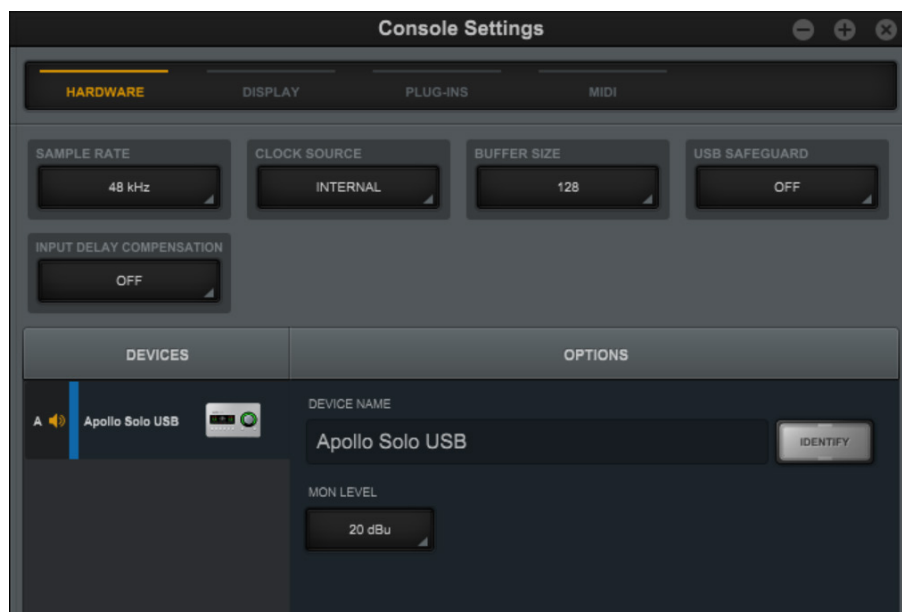 Console Settings
HARDWARE DISPLAY PLUG-INS MIDI
SAMPLE RATE CLOCK SOURCE BUFFER SIZE USB SAFEGUARD
48 kHz INTERNAL 128 OFF
INPUT DELAY COMPENSATION
OFF
DEVICES OPTIONS
DEVICE NAME
A Apollo Solo USB
Apollo Solo USB IDENTIFY
MON LEVEL
20 dBu